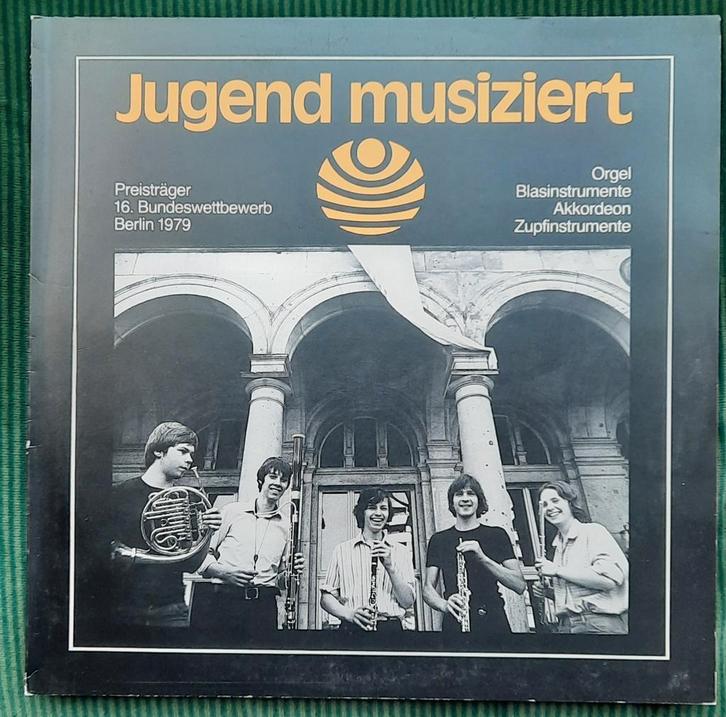 Jugend musiziert
Preisträger
16. Bundeswettbewerb
Berlin 1979
Orgel
Blasinstrumente
Akkordeon
Zupfinstrumente